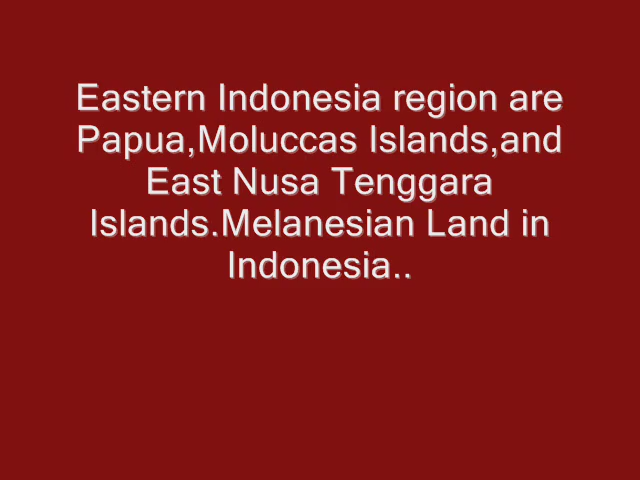 Eastern Indonesia region are
Papua,Moluccas Islands,and
East Nusa Tenggara
Islands.Melanesian Land in
Indonesia..